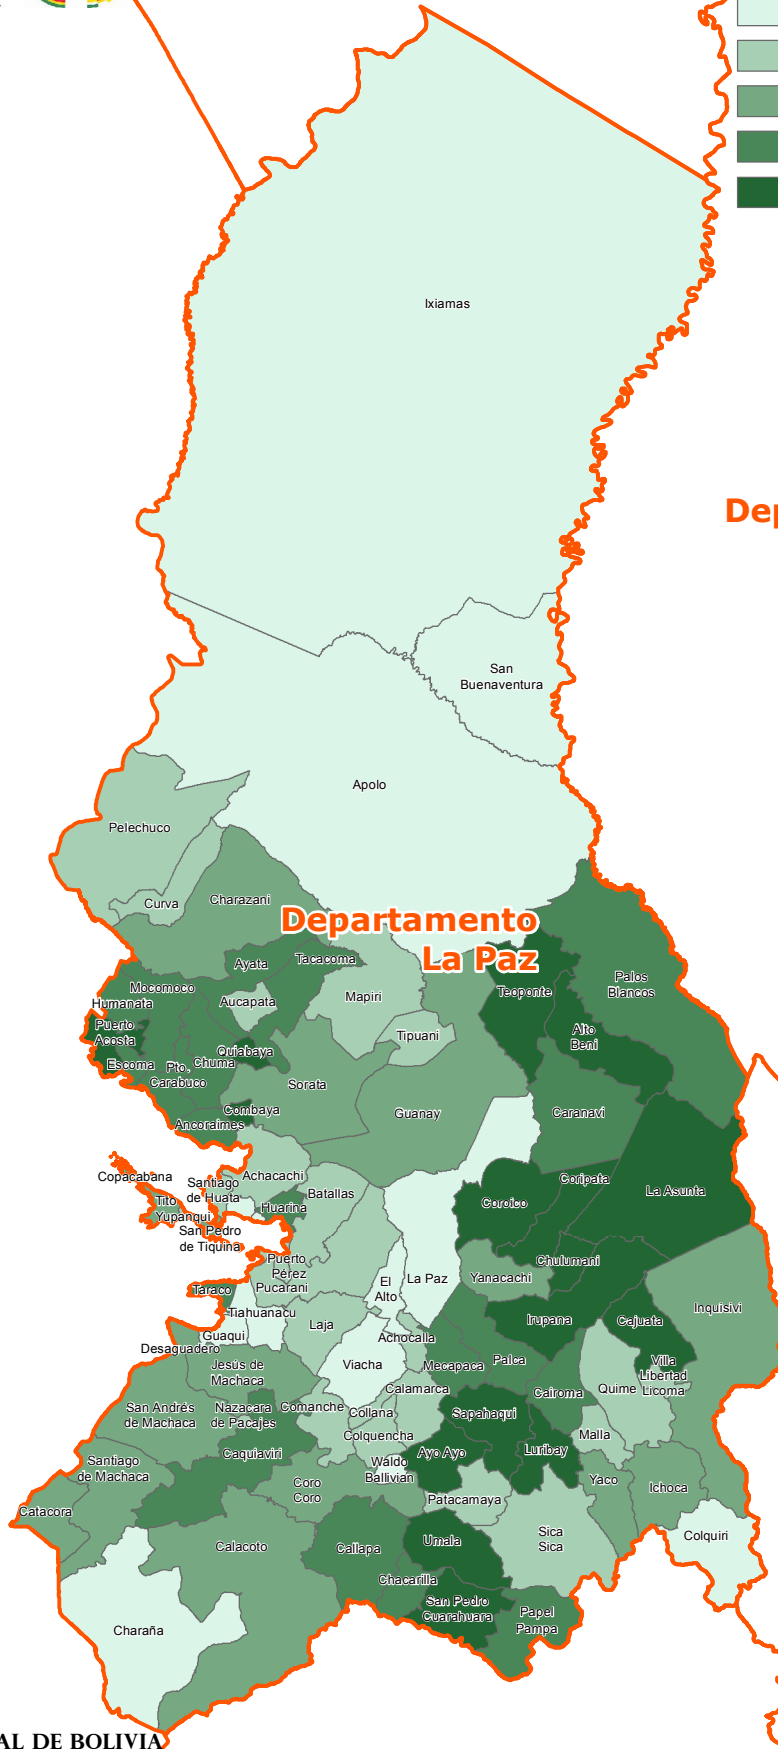 Ixiamas
Dep
San
Buenaventura
Apolo
Pelechuco
Curva
Charazani
Departamento
La Paz
Ayata
Tacacoma
Mocomoco
Humanata
Aucapata
Mapiri
Teoponte
Palos
Blancos
Puerto
Acosta
Tipuani
Alto
Beni
Escoma
Pto.
Carabuco
Chuma
Quiabaya
Sorata
Combaya
Guanay
Caranavi
Ancoraimes
Copacabana
Achacachi
Santiago
de Huata
Batallas
Coripata
La Asunta
Tito
Yupanqui
Huarina
Coroico
San Pedro
de Tiquina
Puerto
Pérez
Pucarani
El
Alto
La Paz
Yanacachi
Chulumani
Taraco
Tiahuanacu
Inquisivi
Guaqui
Laja
Irupana
Cajuata
Desaguadero
Achocalla
Jesús de
Machaca
Viacha
Mecapaca
Palca
Villa
Libertad
Licoma
Calamarca
Cairoma
Quime
San Andrés
de Machaca
Nazacara
de Pacajes
Comanche
Collana
Sapahaqui
Colquencha
Malla
Caquiaviri
Ayo Ayo
Luribay
Santiago
de Machaca
Waldo
Ballivian
Coro
Coro
Yaco
Ichoca
Patacamaya
Catacora
Sica
Sica
Colquiri
Calacoto
Callapa
Umala
Chacarilla
San Pedro
Cuarahuara
Papel
Pampa
Charaña
AL DE BOLIVIA